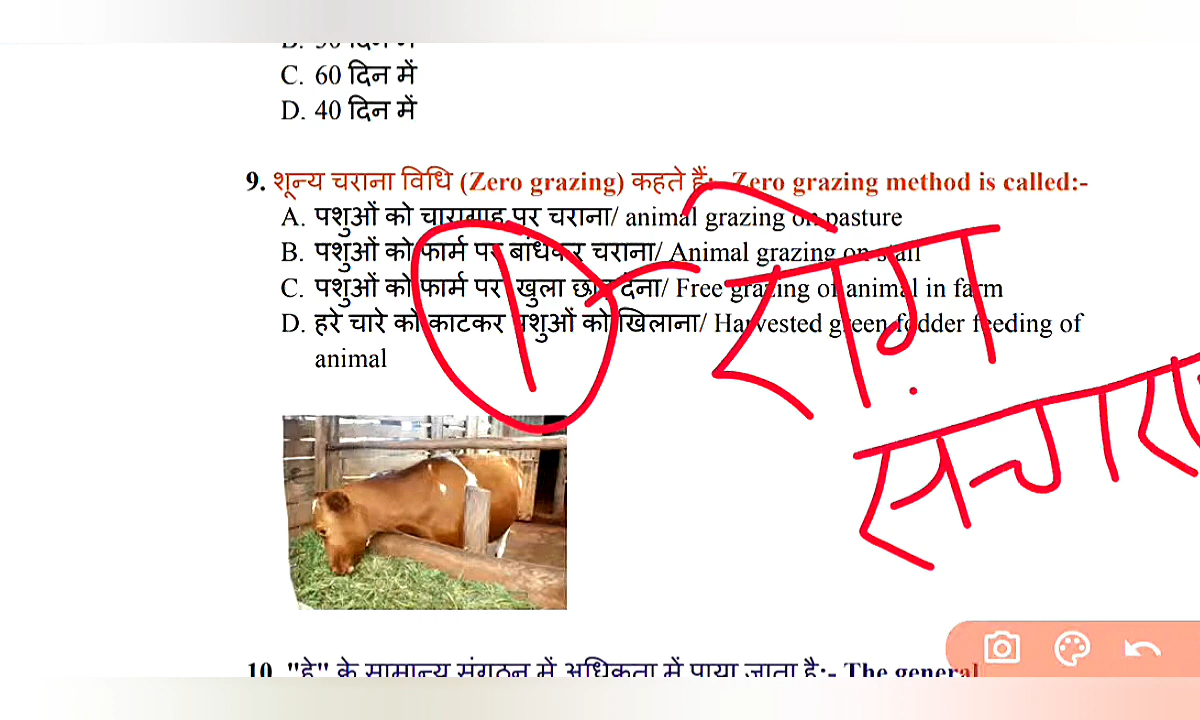 C. 60 दिन में
D. 40 दिन में
9. शून्य चराना विधि (Zero grazing) कहते हैं:- Zero grazing method is called:-
A. पशुओं को चारागाह पर चराना/ animal grazing on pasture
B. पशुओं को फार्म पर बांधकर चराना/ Animal grazing on stall
C. पशुओं को फार्म पर खुला छोड़ देना/ Free grazing of animal in farm
D. हरे चारे को काटकर पशुओं को खिलाना/ Harvested green fodder feeding of
animal
रोग
10. "हे" के सामान्य संगठन में अधिकता में पाया जाता है:- The general